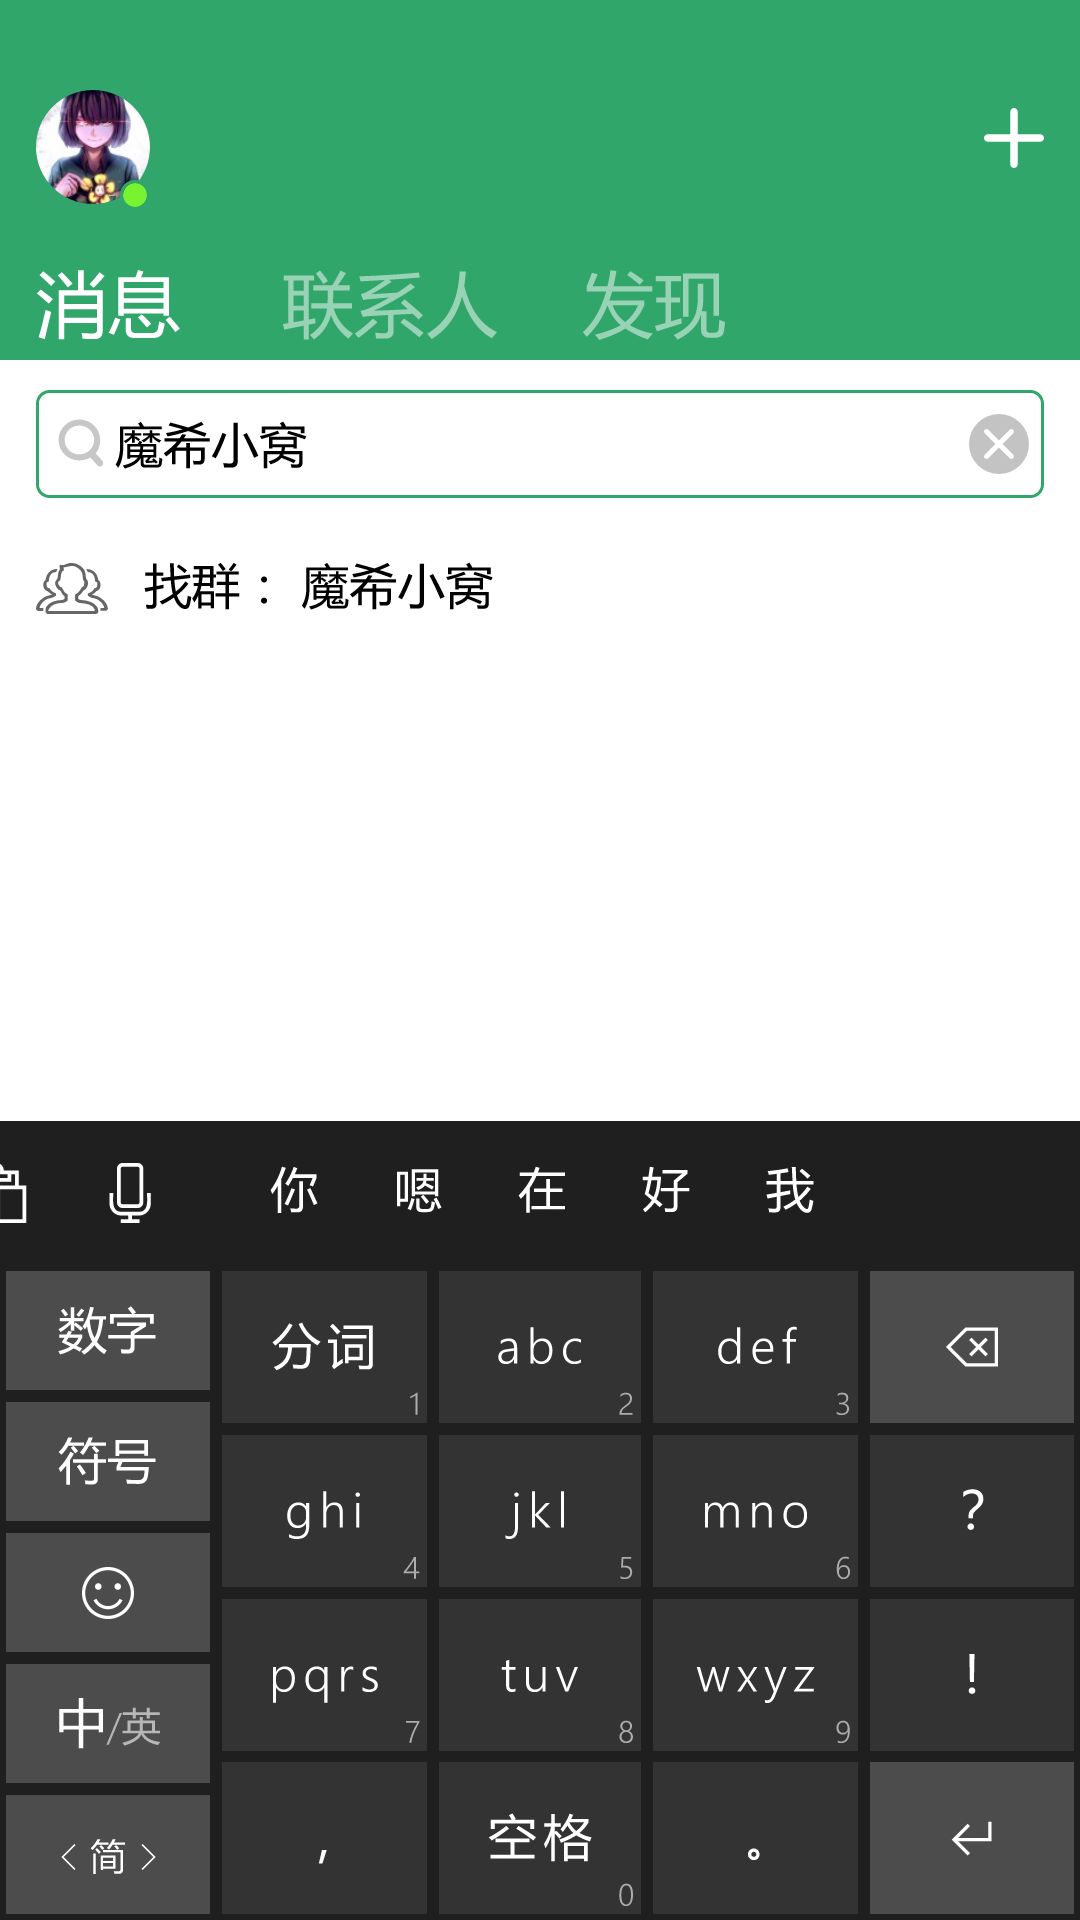 消息 联系人 发现
魔希小窝
找群：魔希小窝
你 嗯 在 好 我
数字 分词 1 abc 2 def 3
符号 ghi 4 jkl 5 mno 6 ?
pqrs 7 tuv 8 wxyz 9 !
中/英
〈简〉 , 空格 0 。